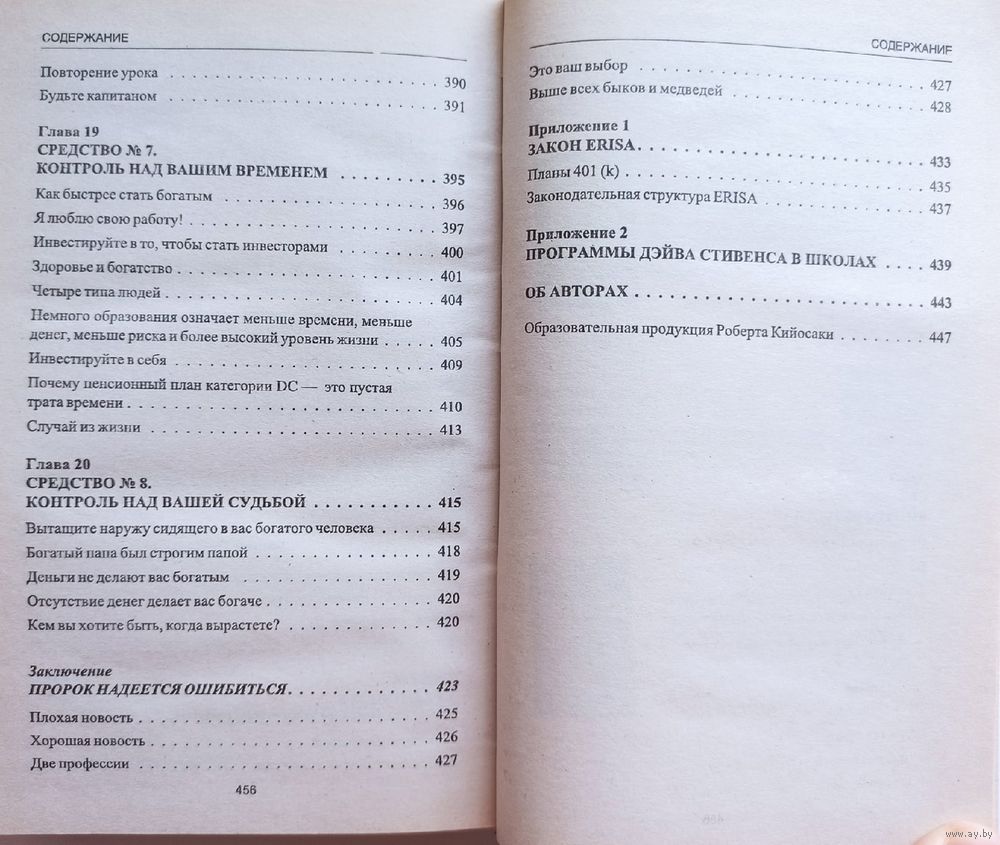 СОДЕРЖАНИЕ
Повторение урока . . . . . . . . . . . . . . . . . . . . 390
Будьте капитаном . . . . . . . . . . . . . . . . . . . . 391
Глава 19
СРЕДСТВО № 7.
КОНТРОЛЬ НАД ВАШИМ ВРЕМЕНЕМ . . . . . . . . . 395
Как быстрее стать богатым . . . . . . . . . . . . . . . . 396
Я люблю свою работу! . . . . . . . . . . . . . . . . . . 397
Инвестируйте в то, чтобы стать инвесторами . . . . . . . . 400
Здоровье и богатство . . . . . . . . . . . . . . . . . . . 401
Четыре типа людей . . . . . . . . . . . . . . . . . . . . 404
Немного образования означает меньше времени, меньше
денег, меньше риска и более высокий уровень жизни . . . . . 405
Инвестируйте в себя . . . . . . . . . . . . . . . . . . . 409
Почему пенсионный план категории DC — это пустая
трата времени . . . . . . . . . . . . . . . . . . . . . . 410
Случай из жизни . . . . . . . . . . . . . . . . . . . . . 413
Глава 20
СРЕДСТВО № 8.
КОНТРОЛЬ НАД ВАШЕЙ СУДЬБОЙ . . . . . . . . . . . 415
Вытащите наружу сидящего в вас богатого человека . . . . . 415
Богатый папа был строгим папой . . . . . . . . . . . . . 418
Деньги не делают вас богатым . . . . . . . . . . . . . . 419
Отсутствие денег делает вас богаче . . . . . . . . . . . . 420
Кем вы хотите быть, когда вырастете? . . . . . . . . . . . 420
Заключение
ПРОРОК НАДЕЕТСЯ ОШИБИТЬСЯ . . . . . . . . . . . . 423
Плохая новость . . . . . . . . . . . . . . . . . . . . . 425
Хорошая новость . . . . . . . . . . . . . . . . . . . . . 426
Две профессии . . . . . . . . . . . . . . . . . . . . . . 427
456
СОДЕРЖАНИЕ
Это ваш выбор . . . . . . . . . . . . . . . . . . . . . . 427
Выше всех быков и медведей . . . . . . . . . . . . . . . 428
Приложение 1
ЗАКОН ERISA . . . . . . . . . . . . . . . . . . . . . . 433
Планы 401 (k) . . . . . . . . . . . . . . . . . . . . . . 435
Законодательная структура ERISA . . . . . . . . . . . . . 437
Приложение 2
ПРОГРАММЫ ДЭЙВА СТИВЕНСА В ШКОЛАХ . . . . 439
ОБ АВТОРАХ . . . . . . . . . . . . . . . . . . . . . . . 443
Образовательная продукция Роберта Кийосаки . . . . . . . . 447
www.ay.by